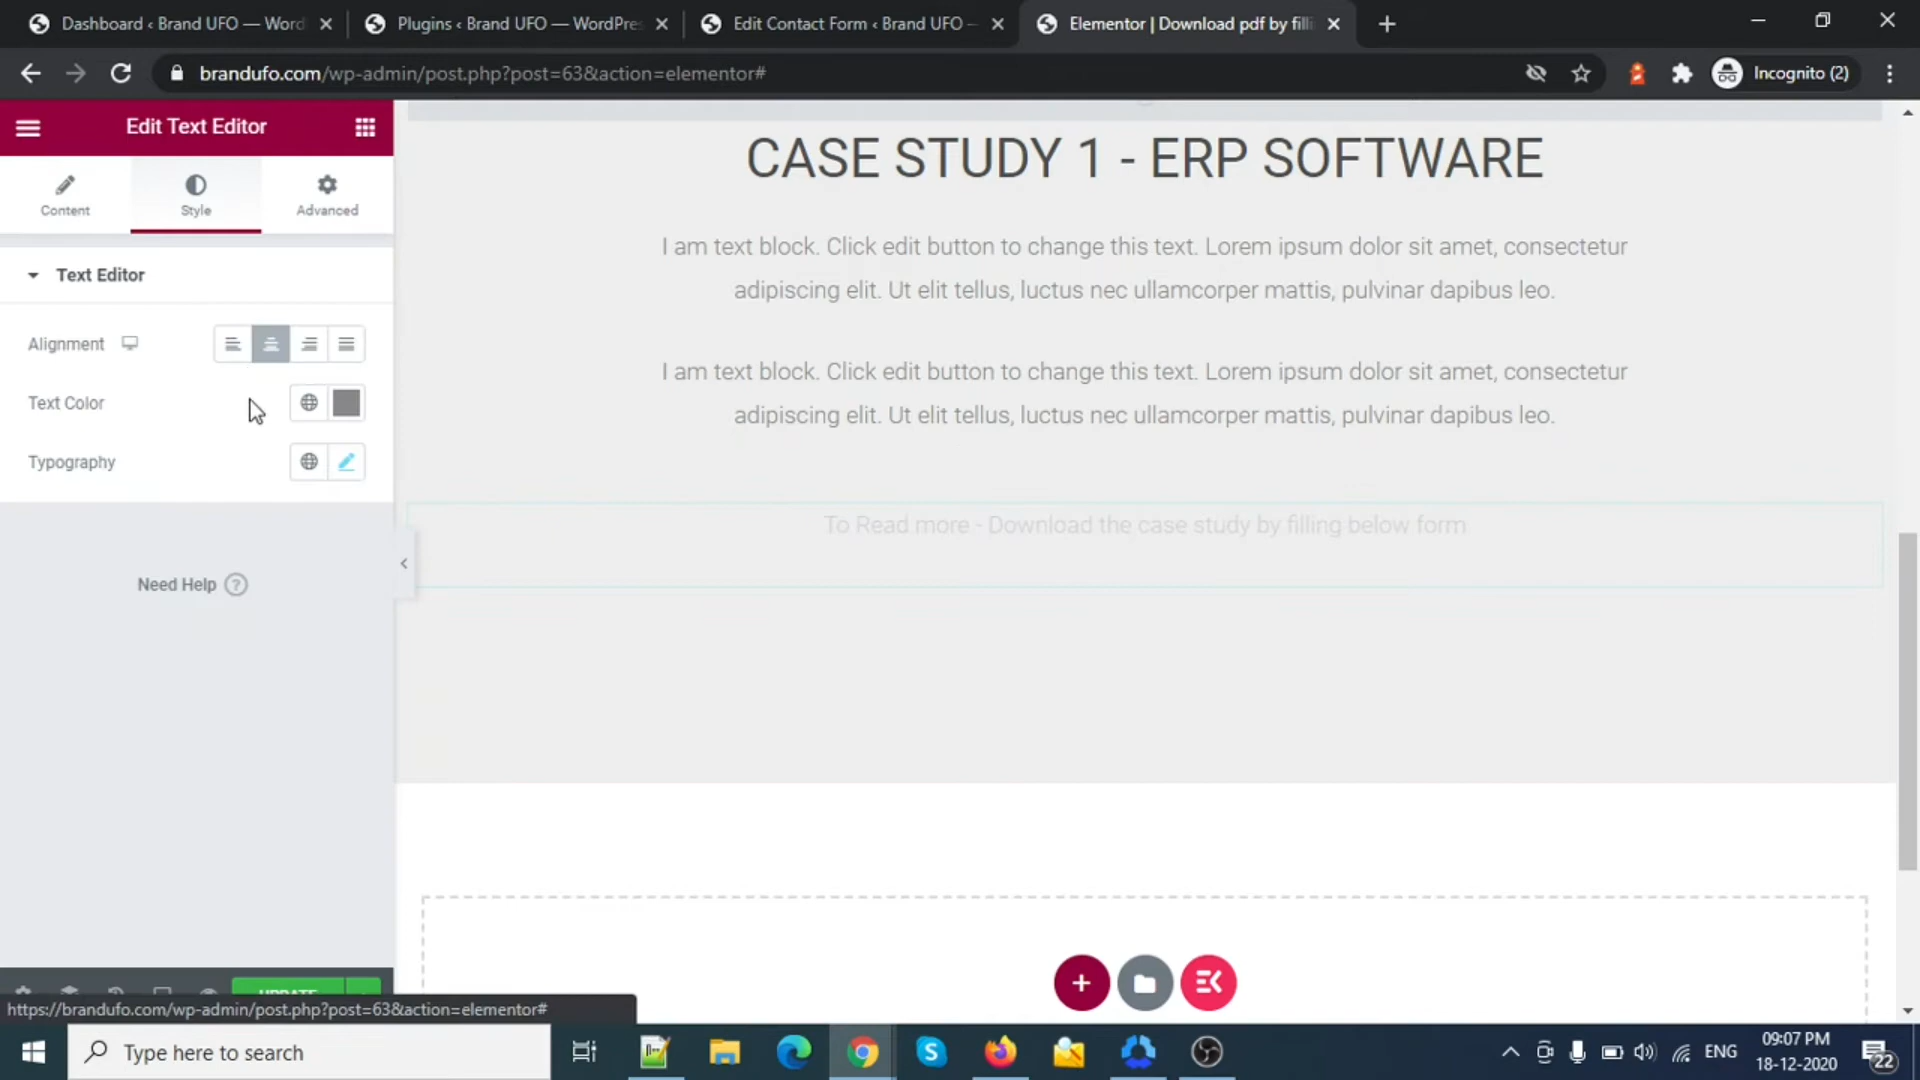 Dashboard ‹ Brand UFO — Word
Plugins ‹ Brand UFO — WordPres
Edit Contact Form ‹ Brand UFO —
Elementor | Download pdf by filli
brandufo.com/wp-admin/post.php?post=63&action=elementor#
Incognito (2)
Edit Text Editor
Content
Style
Advanced
Text Editor
Alignment
Text Color
Typography
Need Help ?
CASE STUDY 1 - ERP SOFTWARE
I am text block. Click edit button to change this text. Lorem ipsum dolor sit amet, consectetur
adipiscing elit. Ut elit tellus, luctus nec ullamcorper mattis, pulvinar dapibus leo.
I am text block. Click edit button to change this text. Lorem ipsum dolor sit amet, consectetur
adipiscing elit. Ut elit tellus, luctus nec ullamcorper mattis, pulvinar dapibus leo.
To Read more - Download the case study by filling below form
UPDATE
https://brandufo.com/wp-admin/post.php?post=63&action=elementor#
Type here to search
ENG
09:07 PM
18-12-2020
22